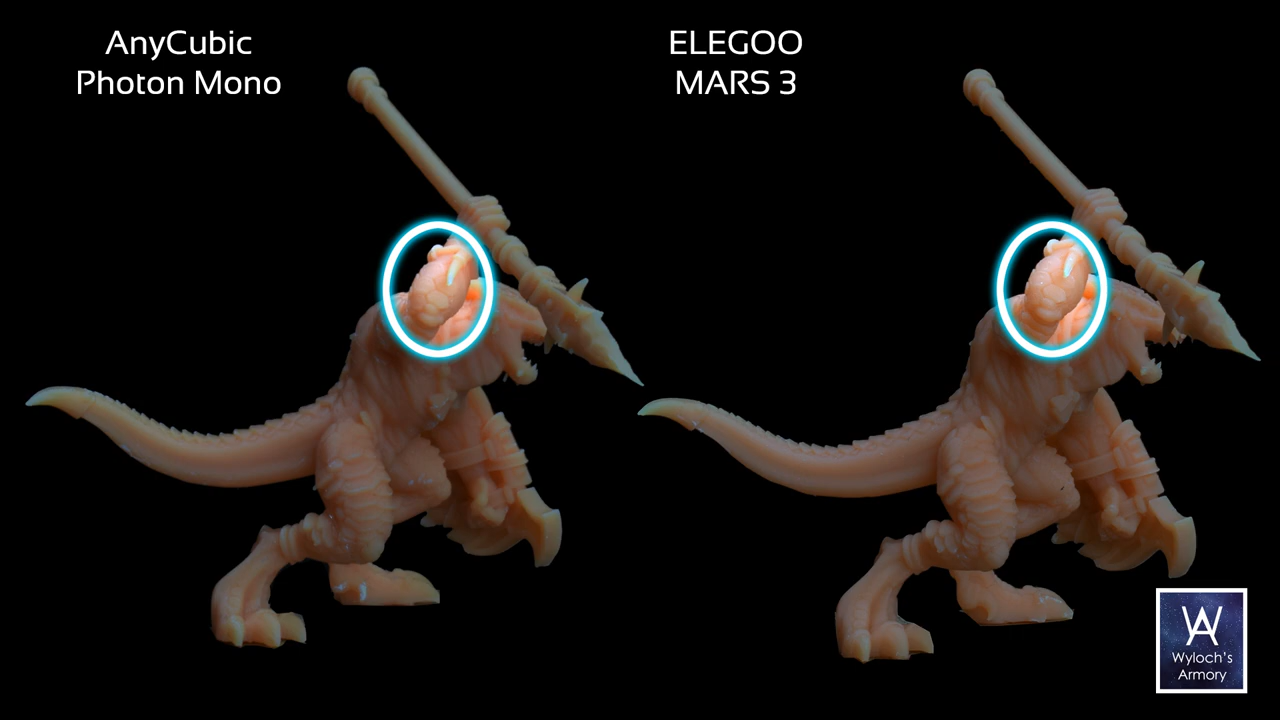 AnyCubic
Photon Mono
ELEGOO
MARS 3
Wyloch's
Armory